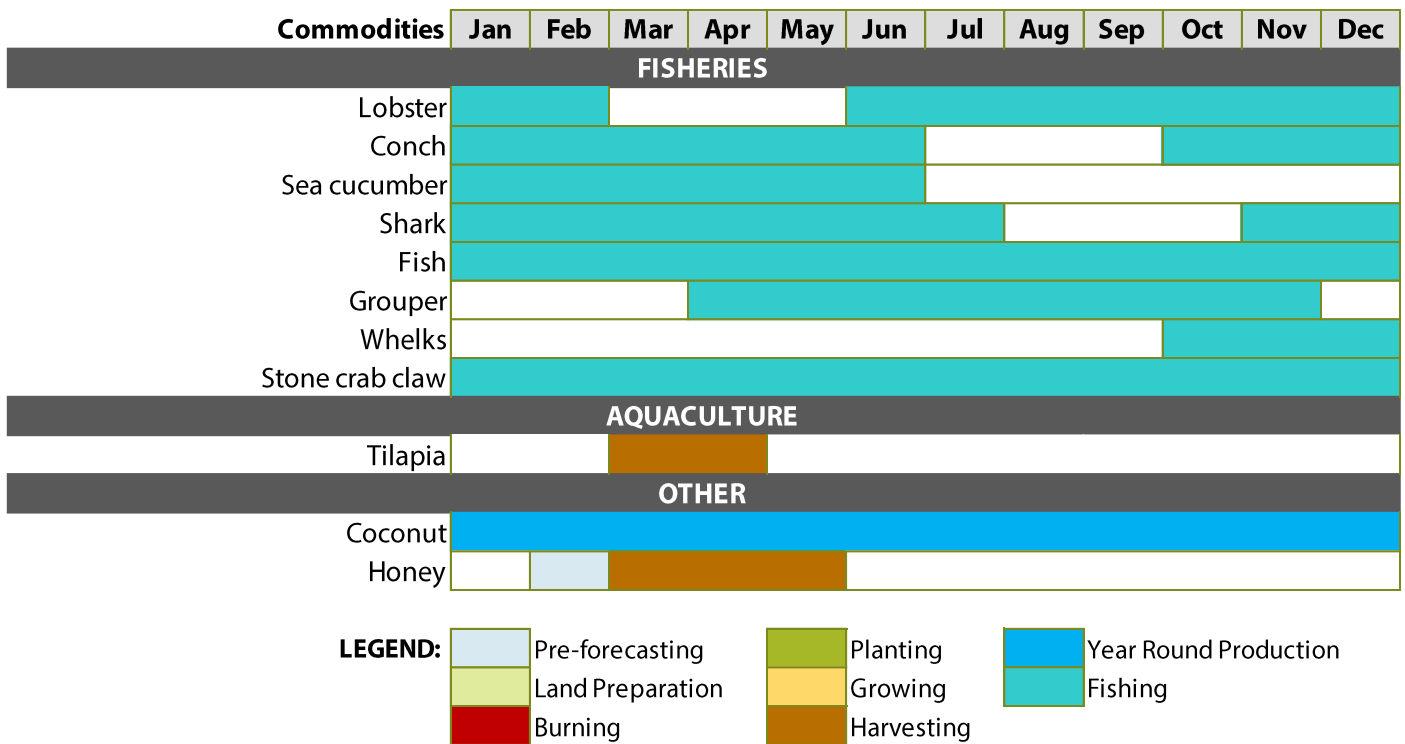 Commodities Jan Feb Mar Apr May Jun Jul Aug Sep Oct Nov Dec
FISHERIES
Lobster
Conch
Sea cucumber
Shark
Fish
Grouper
Whelks
Stone crab claw
AQUACULTURE
Tilapia
OTHER
Coconut
Honey
LEGEND: Pre-forecasting Planting Year Round Production
Land Preparation Growing Fishing
Burning Harvesting